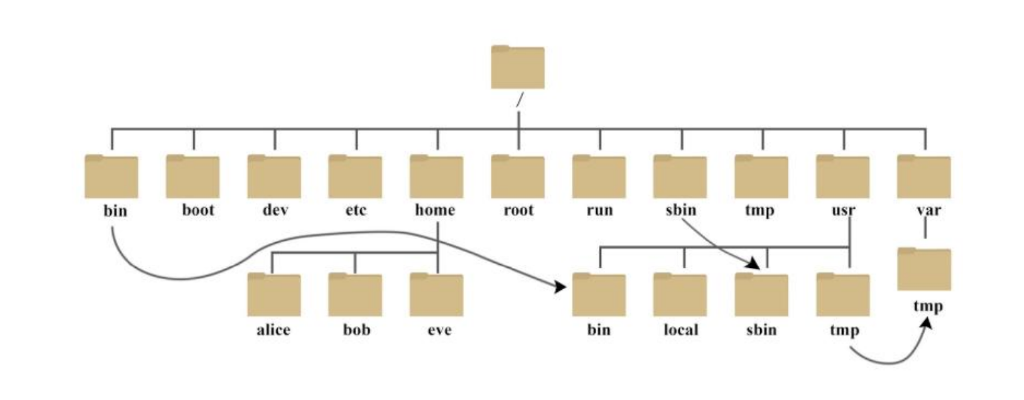 /
bin boot dev etc home root run sbin tmp usr var
tmp
alice bob eve bin local sbin tmp